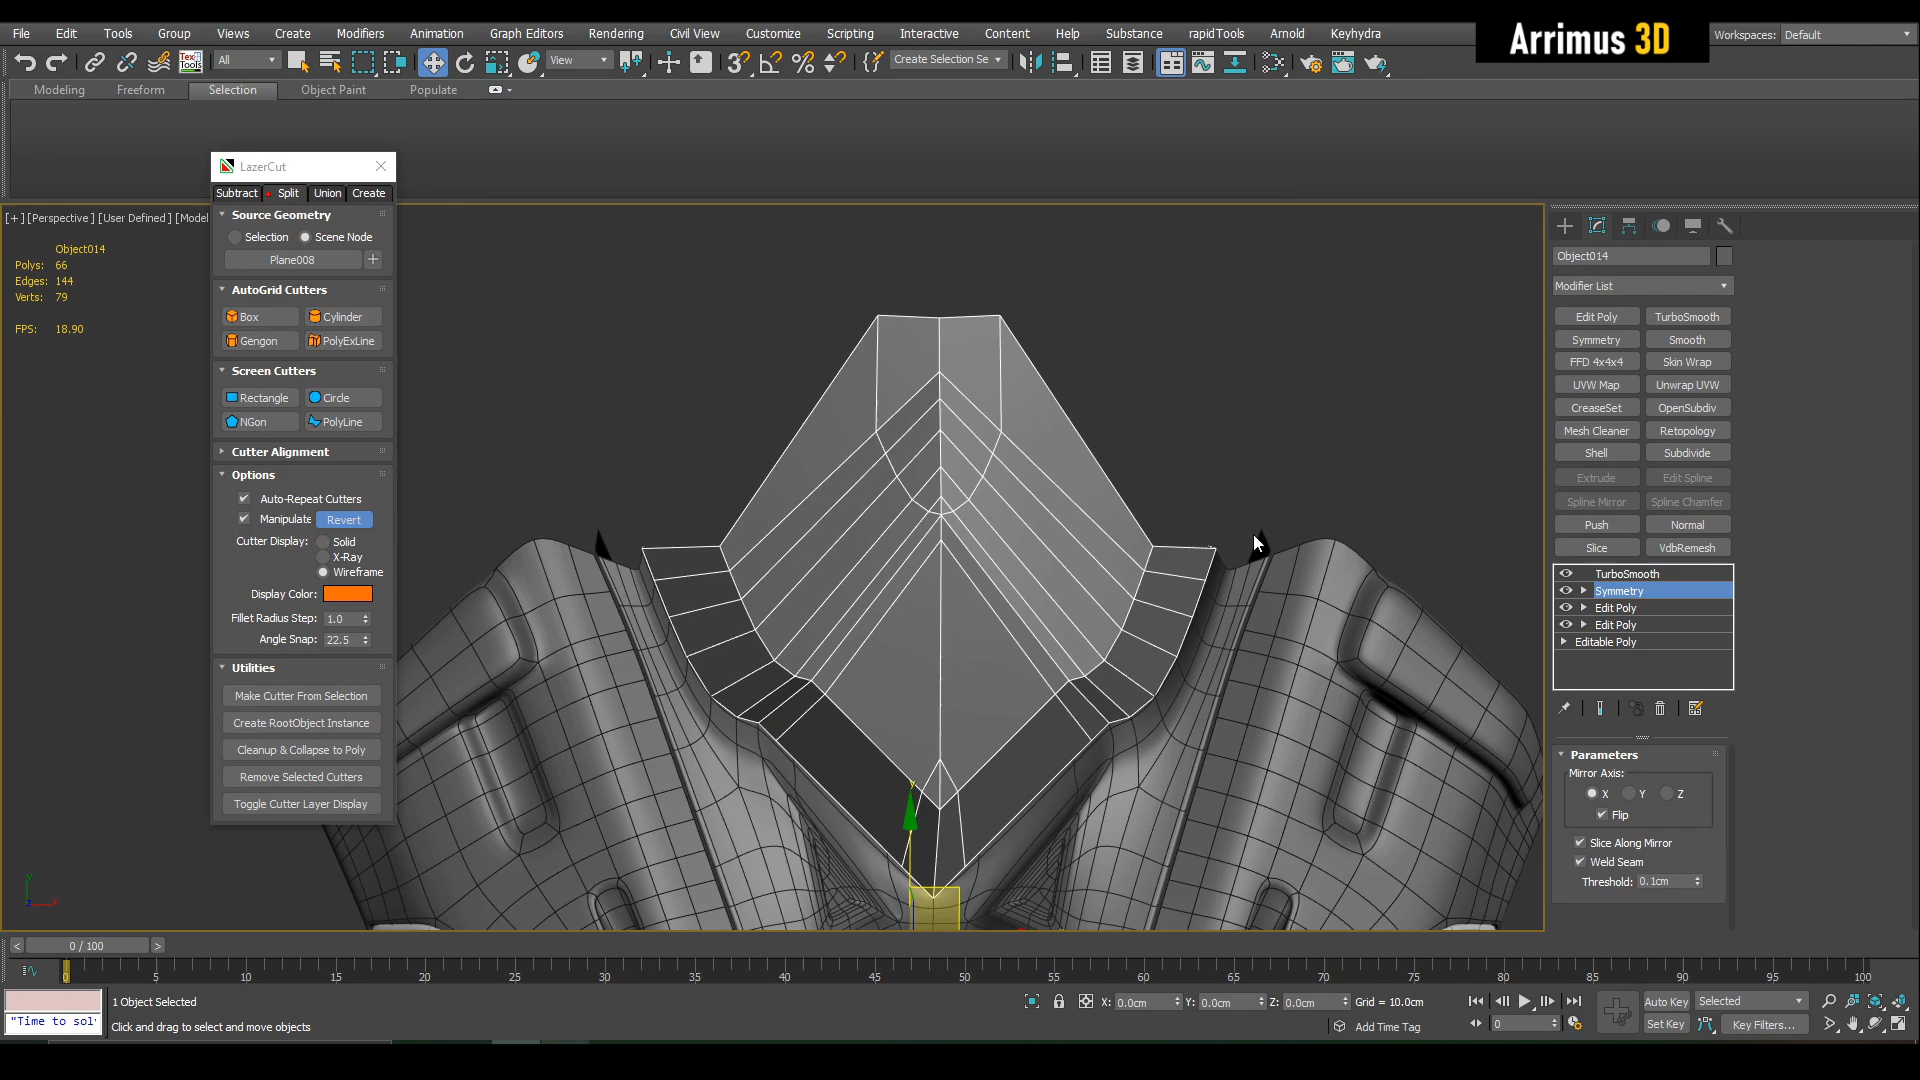 File Edit Tools Group Views Create Modifiers Animation Graph Editors Rendering Civil View Customize Scripting Interactive Content Help Substance rapidTools Arnold Keyhydra
Arrimus 3D
Workspaces: Default
All
View
Create Selection Se
Modeling Freeform Selection Object Paint Populate
LazerCut
Subtract Split Union Create
Source Geometry
Selection Scene Node
Plane008
AutoGrid Cutters
Box Cylinder
Gengon PolyExLine
Screen Cutters
Rectangle Circle
NGon PolyLine
Cutter Alignment
Options
Auto-Repeat Cutters
Manipulate Revert
Cutter Display: Solid
X-Ray
Wireframe
Display Color:
Fillet Radius Step: 1.0
Angle Snap: 22.5
Utilities
Make Cutter From Selection
Create RootObject Instance
Cleanup & Collapse to Poly
Remove Selected Cutters
Toggle Cutter Layer Display
[+] [Perspective] [User Defined] [Model
Object014
Polys: 66
Edges: 144
Verts: 79
FPS: 18.90
Object014
Modifier List
Edit Poly TurboSmooth
Symmetry Smooth
FFD 4x4x4 Skin Wrap
UVW Map Unwrap UVW
CreaseSet OpenSubdiv
Mesh Cleaner Retopology
Shell Subdivide
Extrude Edit Spline
Spline Mirror Spline Chamfer
Push Normal
Slice VdbRemesh
TurboSmooth
Symmetry
Edit Poly
Edit Poly
Editable Poly
Parameters
Mirror Axis:
X Y Z
Flip
Slice Along Mirror
Weld Seam
Threshold: 0.1cm
y
y
< 0 / 100 >
0 5 10 15 20 25 30 35 40 45 50 55 60 65 70 75 80 85 90 95 100
1 Object Selected
X: 0.0cm Y: 0.0cm Z: 0.0cm Grid = 10.0cm
Auto Key Selected
"Time to sol
Click and drag to select and move objects
Add Time Tag
0
Set Key Key Filters...